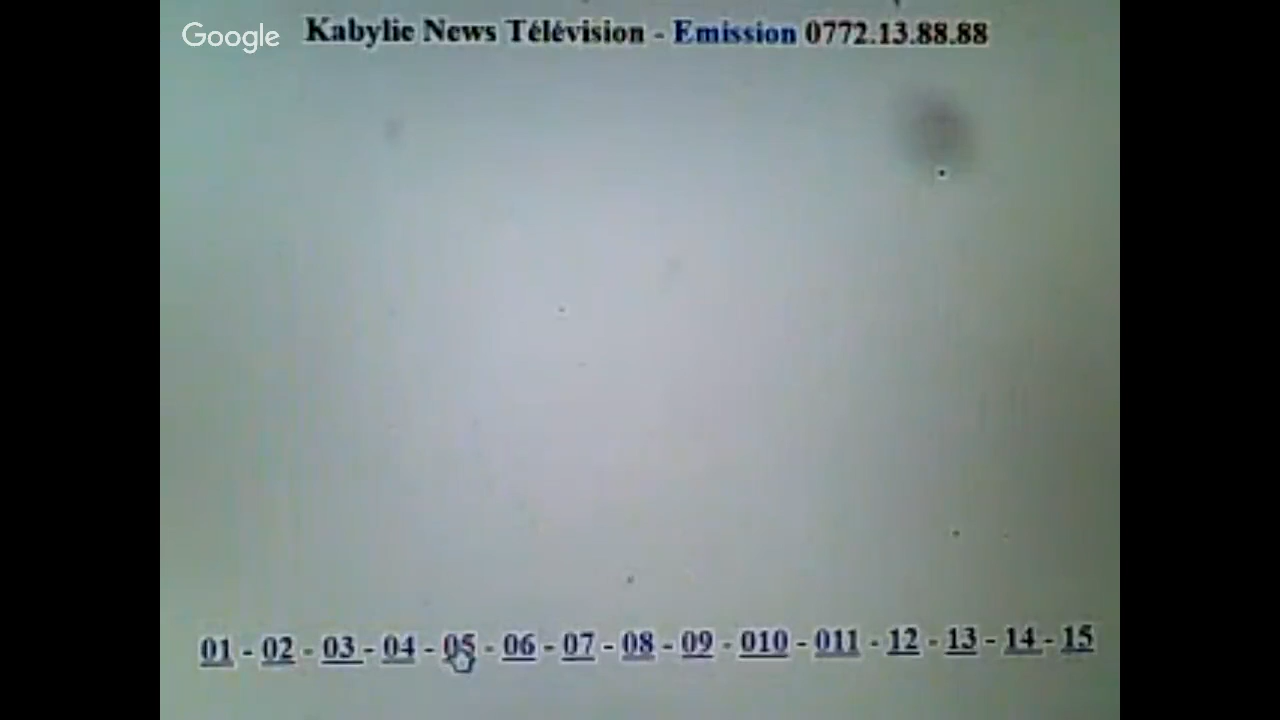 Google
Kabylie News Télévision - Emission 0772.13.88.88
01 - 02 - 03 - 04 - 05 - 06 - 07 - 08 - 09 - 010 - 011 - 12 - 13 - 14 - 15